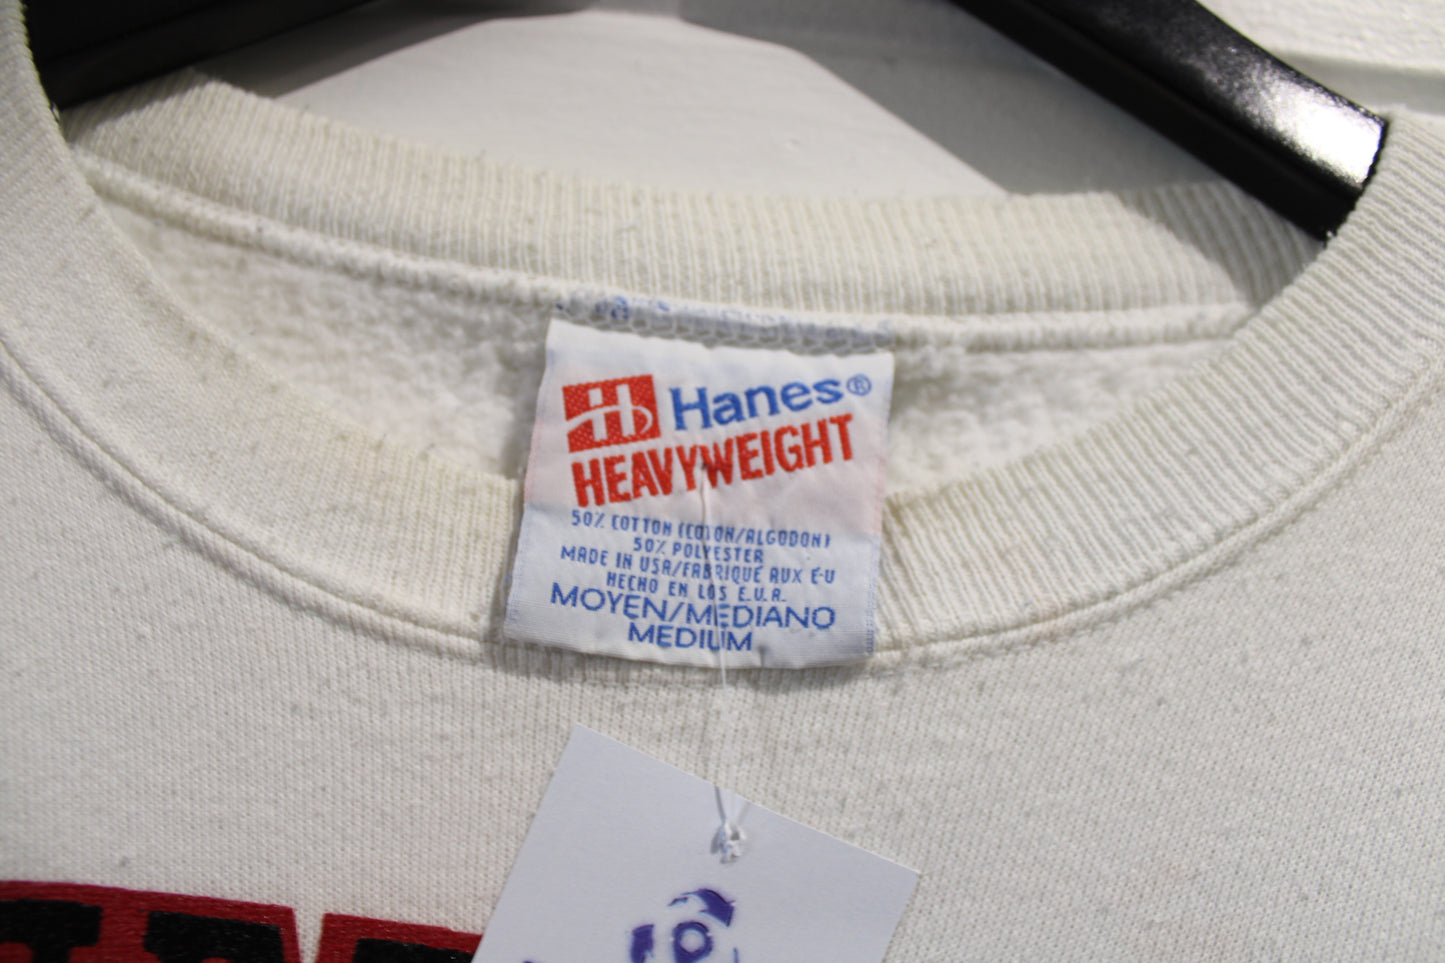 Hanes®
HEAVYWEIGHT
50% COTTON (COTON/ALGODON)
50% POLYESTER
MADE IN USA/FABRIQUÉ AUX É-U
HECHO EN LOS E.U.A.
MOYEN/MEDIANO
MEDIUM